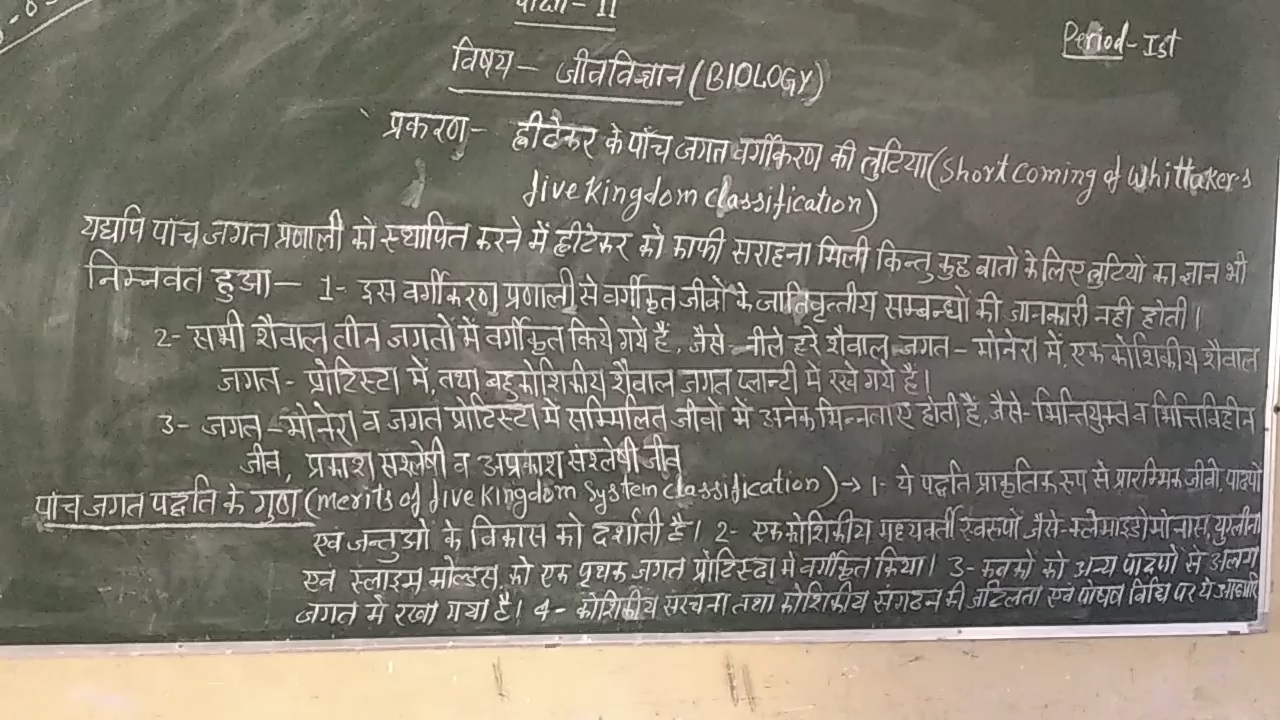 - II
Period- Ist
विषय- जीवविज्ञान (BIOLOGY)
प्रकरण- ह्वीटेकर के पाँच जगत वर्गीकरण की त्रुटिया (Short coming of Whittaker's
five kingdom classification)
यद्यपि पांच जगत प्रणाली को स्थापित करने में ह्वीटेकर को काफी सराहना मिली किन्तु कुछ बातों के लिए त्रुटियों का ज्ञान भी
निम्नवत हुआ- 1- इस वर्गीकरण प्रणाली से वर्गीकृत जीवों के जातिवृत्तीय सम्बन्धों की जानकारी नही होती।
2- सभी शैवाल तीन जगतों में वर्गीकृत किये गये है, जैसे- नीले हरे शैवाल जगत- मोनेरा में, एक कोशिकीय शैवाल
जगत- प्रोटिस्टा में, तथा बहुकोशिकीय शैवाल जगत प्लान्टी में रखे गये है।
3- जगत- मोनेरा व जगत प्रोटिस्टा में सम्मिलित जीवों में अनेक भिन्नताए होती है, जैसे- भित्तियुक्त व भित्तिविहीन
जीव, प्रकाश संश्लेषी व अप्रकाश संश्लेषी जीव
पांच जगत पद्धति के गुण (merits of five kingdom system classification) → 1- ये पद्धति प्राकृतिक रूप से प्रारम्भिक जीवो, पादपो
एवं जन्तुओ के विकास को दर्शाती है। 2- एककोशिकीय मध्यवर्ती स्वरूपों जैसे- क्लेमाइडोमोनास, युग्लीना
एवं स्लाइम मोल्डस, को एक पृथक जगत प्रोटिस्टा में वर्गीकृत किया। 3- कवकों को अन्य पादपों से अलग
जगत में रखा गया है। 4- कोशिकीय संरचना तथा कोशिकीय संगठन की जटिलता एवं पोषण विधि पर ये